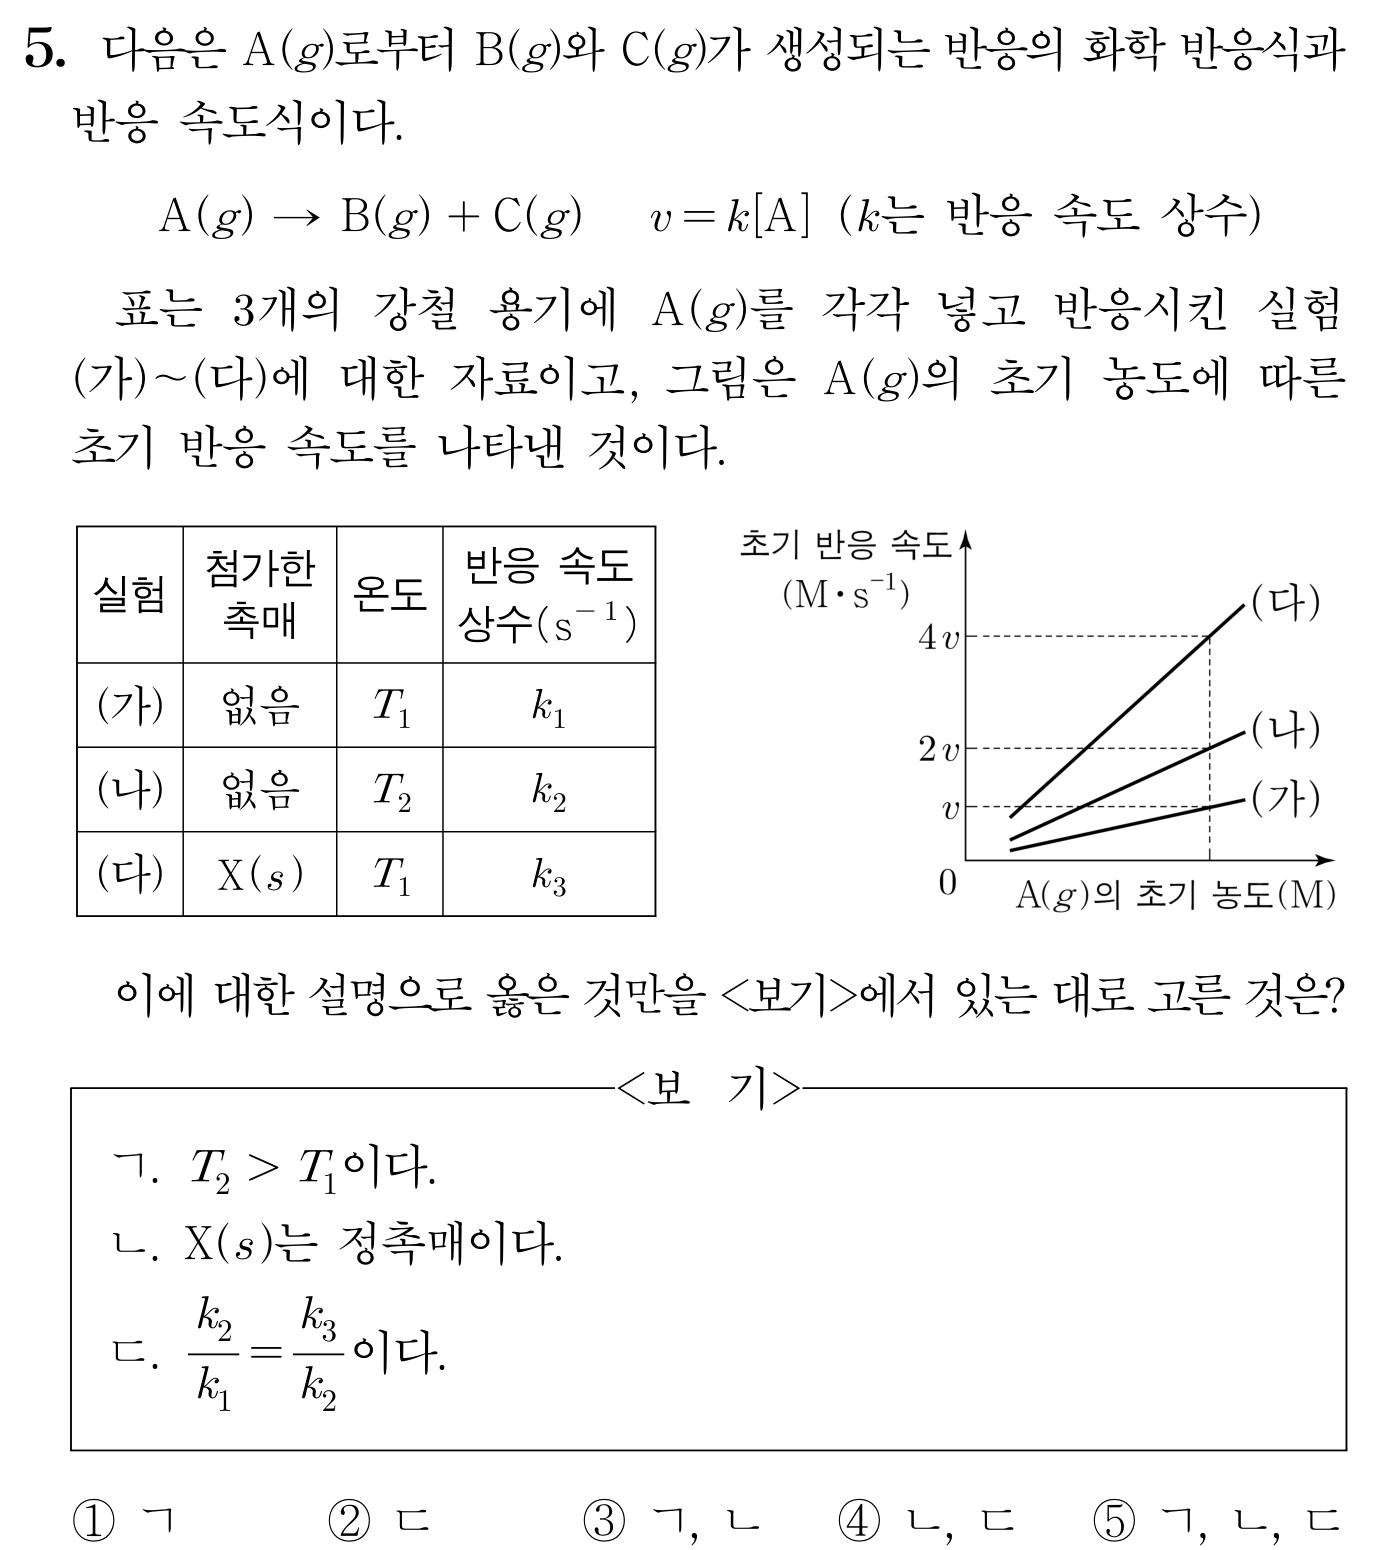 5. 다음은 A(g)로부터 B(g)와 C(g)가 생성되는 반응의 화학 반응식과
반응 속도식이다.
A(g) → B(g) + C(g) v = k[A] (k는 반응 속도 상수)
표는 3개의 강철 용기에 A(g)를 각각 넣고 반응시킨 실험
(가)~(다)에 대한 자료이고, 그림은 A(g)의 초기 농도에 따른
초기 반응 속도를 나타낸 것이다.
실험 첨가한 촉매 온도 반응 속도 상수(s⁻¹)
(가) 없음 T₁ k₁
(나) 없음 T₂ k₂
(다) X(s) T₁ k₃
초기 반응 속도
(M·s⁻¹)
(다)
4v
(나)
2v
(가)
v
0
A(g)의 초기 농도(M)
이에 대한 설명으로 옳은 것만을 <보기>에서 있는 대로 고른 것은?
<보 기>
ㄱ. T₂ > T₁이다.
ㄴ. X(s)는 정촉매이다.
ㄷ. k₂/k₁ = k₃/k₂이다.
① ㄱ ② ㄷ ③ ㄱ, ㄴ ④ ㄴ, ㄷ ⑤ ㄱ, ㄴ, ㄷ